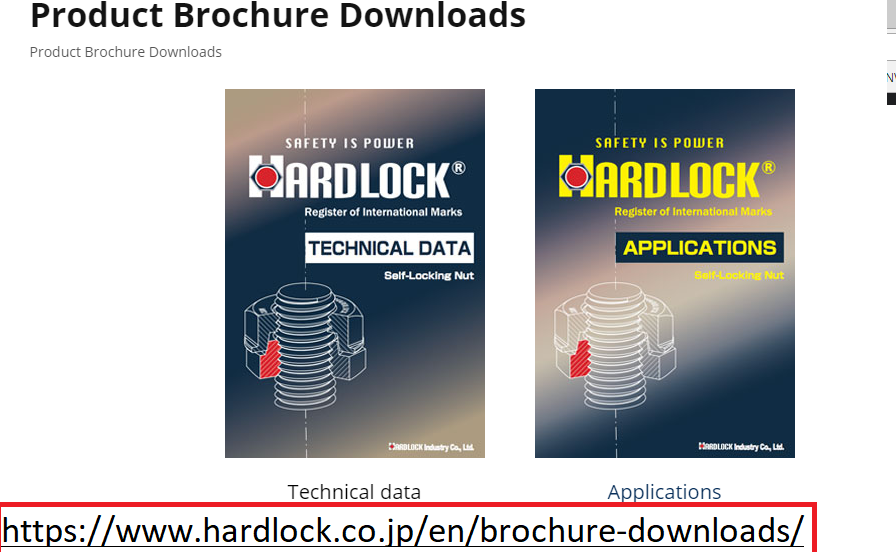 Product Brochure Downloads
Product Brochure Downloads
SAFETY IS POWER
HARDLOCK®
Register of International Marks
TECHNICAL DATA
Self-Locking Nut
HARDLOCK Industry Co., Ltd.
Technical data
SAFETY IS POWER
HARDLOCK®
Register of International Marks
APPLICATIONS
Self-Locking Nut
HARDLOCK Industry Co., Ltd.
Applications
https://www.hardlock.co.jp/en/brochure-downloads/